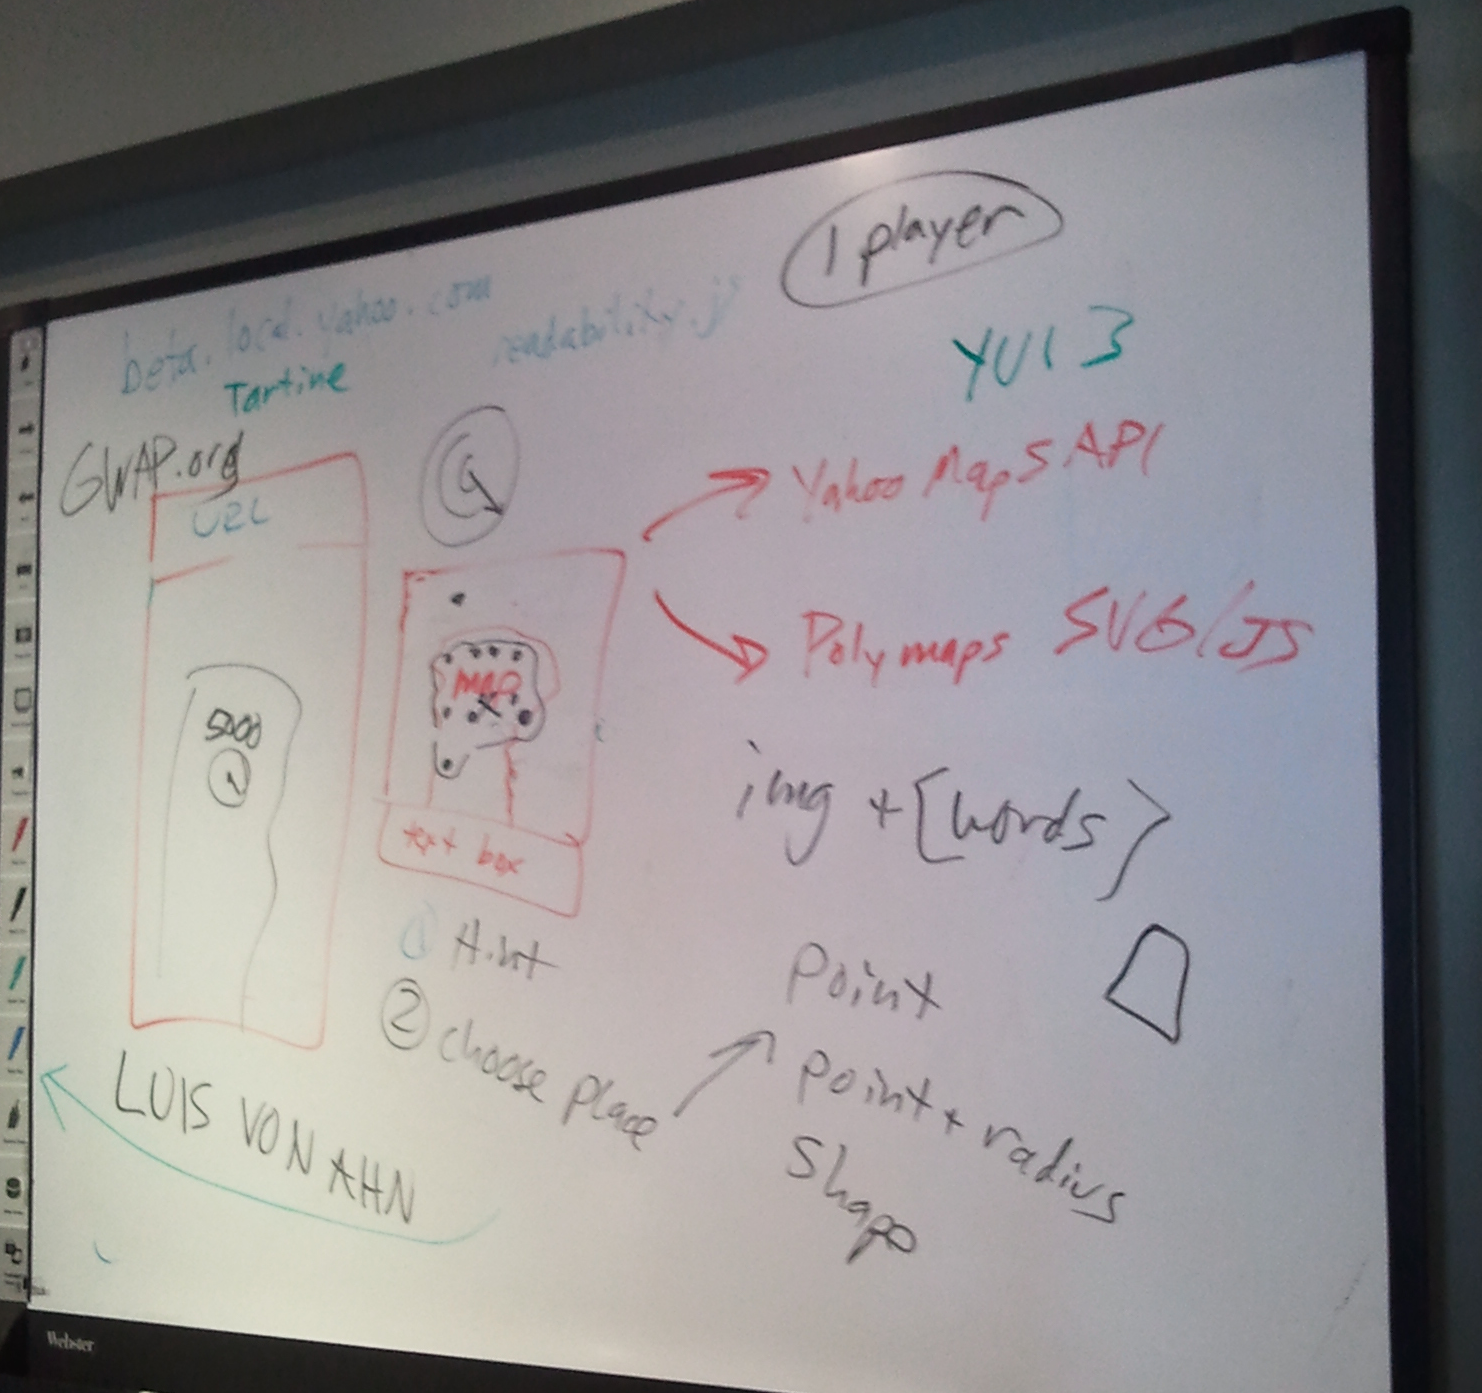 1 player
beta.local.yahoo.com
readability.js
Tartine
YUI 3
GWAP.org
URL
Yahoo Maps API
Polymaps SVG/JS
MAP
5000
img + {words}
text box
① Hint
② choose place
point
point + radius
shape
LUIS VON AHN
Webster